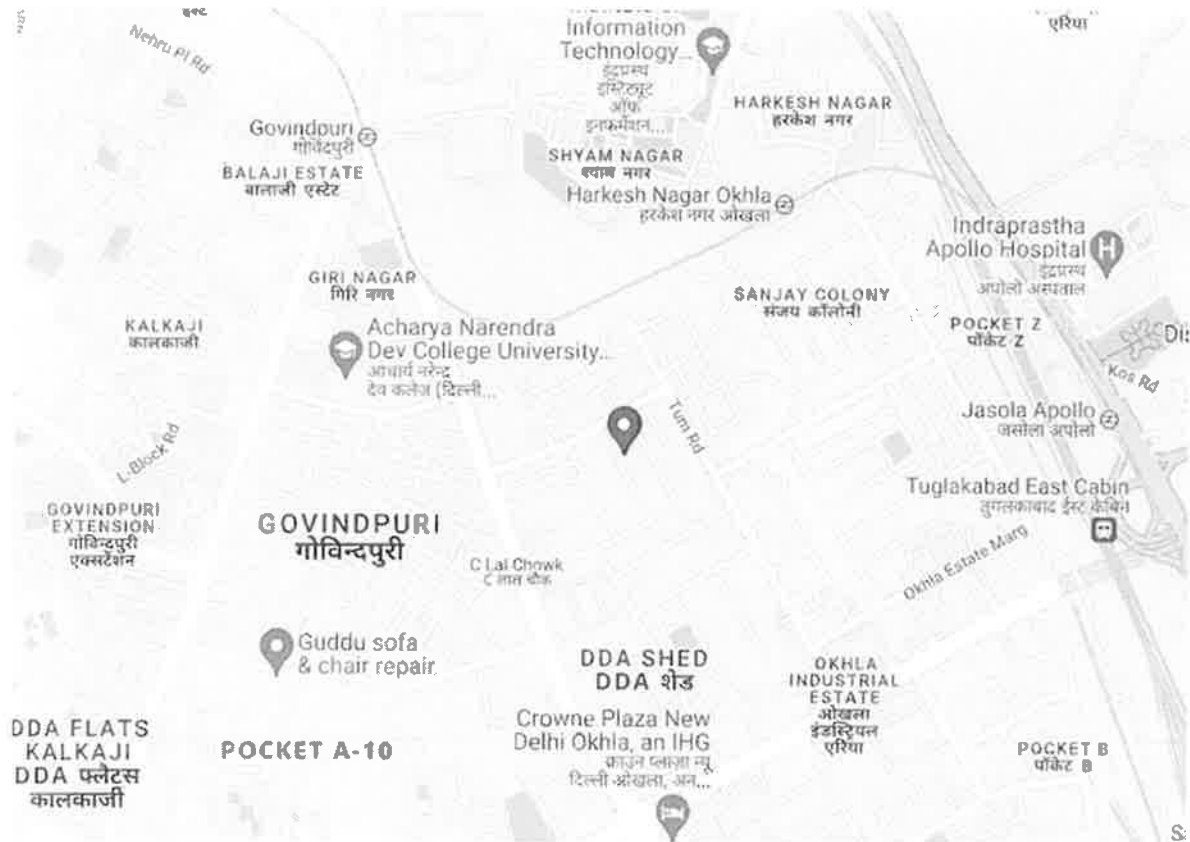 Nehru Pl Rd
Information
Technology...
इंद्रप्रस्थ
इंस्टिट्यूट
ऑफ
इनफार्मेशन...
एरिया
HARKESH NAGAR
हरकेश नगर
Govindpuri
गोविंदपुरी
BALAJI ESTATE
बालाजी एस्टेट
SHYAM NAGAR
श्याम नगर
Harkesh Nagar Okhla
हरकेश नगर ओखला
Indraprastha
Apollo Hospital
इंद्रप्रस्थ
अपोलो अस्पताल
GIRI NAGAR
गिरि नगर
SANJAY COLONY
संजय कॉलोनी
KALKAJI
कालकाजी
Acharya Narendra
Dev College University...
आचार्य नरेन्द्र
देव कालेज (दिल्ली...
POCKET Z
पॉकेट Z
Dis
Kos Rd
Jasola Apollo
जसोला अपोलो
Tum Rd
L-Block Rd
Tuglakabad East Cabin
तुगलकाबाद ईस्ट केबिन
GOVINDPURI
EXTENSION
गोविन्दपुरी
एक्सटेंशन
GOVINDPURI
गोविन्दपुरी
C Lal Chowk
C लाल चौक
Okhla Estate Marg
Guddu sofa
& chair repair
DDA SHED
DDA शेड
OKHLA
INDUSTRIAL
ESTATE
ओखला
इंडस्ट्रियल
एरिया
DDA FLATS
KALKAJI
DDA फ्लैटस
कालकाजी
POCKET A-10
Crowne Plaza New
Delhi Okhla, an IHG
क्राउन प्लाज़ा न्यू
दिल्ली ओखला, अन...
POCKET B
पॉकेट B